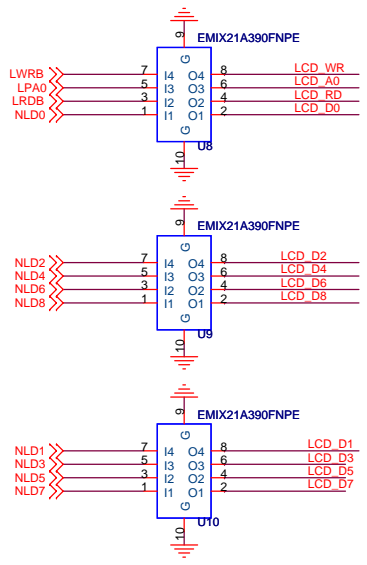 9 EMIX21A390FNPE
G
LWRB 7 I4 O4 8 LCD_WR
LPA0 5 I3 O3 6 LCD_A0
LRDB 3 I2 O2 4 LCD_RD
NLD0 1 I1 O1 2 LCD_D0
G
10 U8
9 EMIX21A390FNPE
G
NLD2 7 I4 O4 8 LCD_D2
NLD4 5 I3 O3 6 LCD_D4
NLD6 3 I2 O2 4 LCD_D6
NLD8 1 I1 O1 2 LCD_D8
G
10 U9
9 EMIX21A390FNPE
G
NLD1 7 I4 O4 8 LCD_D1
NLD3 5 I3 O3 6 LCD_D3
NLD5 3 I2 O2 4 LCD_D5
NLD7 1 I1 O1 2 LCD_D7
G
10 U10